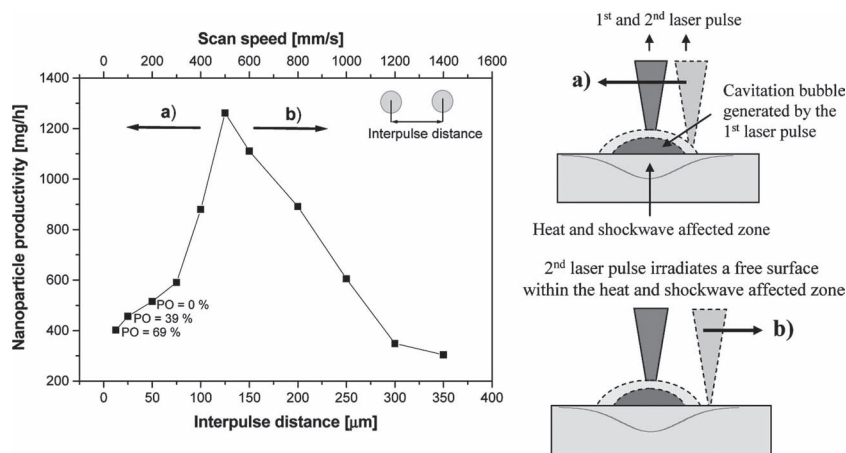 Scan speed [mm/s]
0 200 400 600 800 1000 1200 1400 1600
1400
1200
1000
800
600
400
200
Nanoparticle productivity [mg/h]
a)
b)
Interpulse distance
PO = 0 %
PO = 39 %
PO = 69 %
0 50 100 150 200 250 300 350 400
Interpulse distance [μm]
1st and 2nd laser pulse
a)
Cavitation bubble
generated by the
1st laser pulse
Heat and shockwave affected zone
2nd laser pulse irradiates a free surface
within the heat and shockwave affected zone
b)